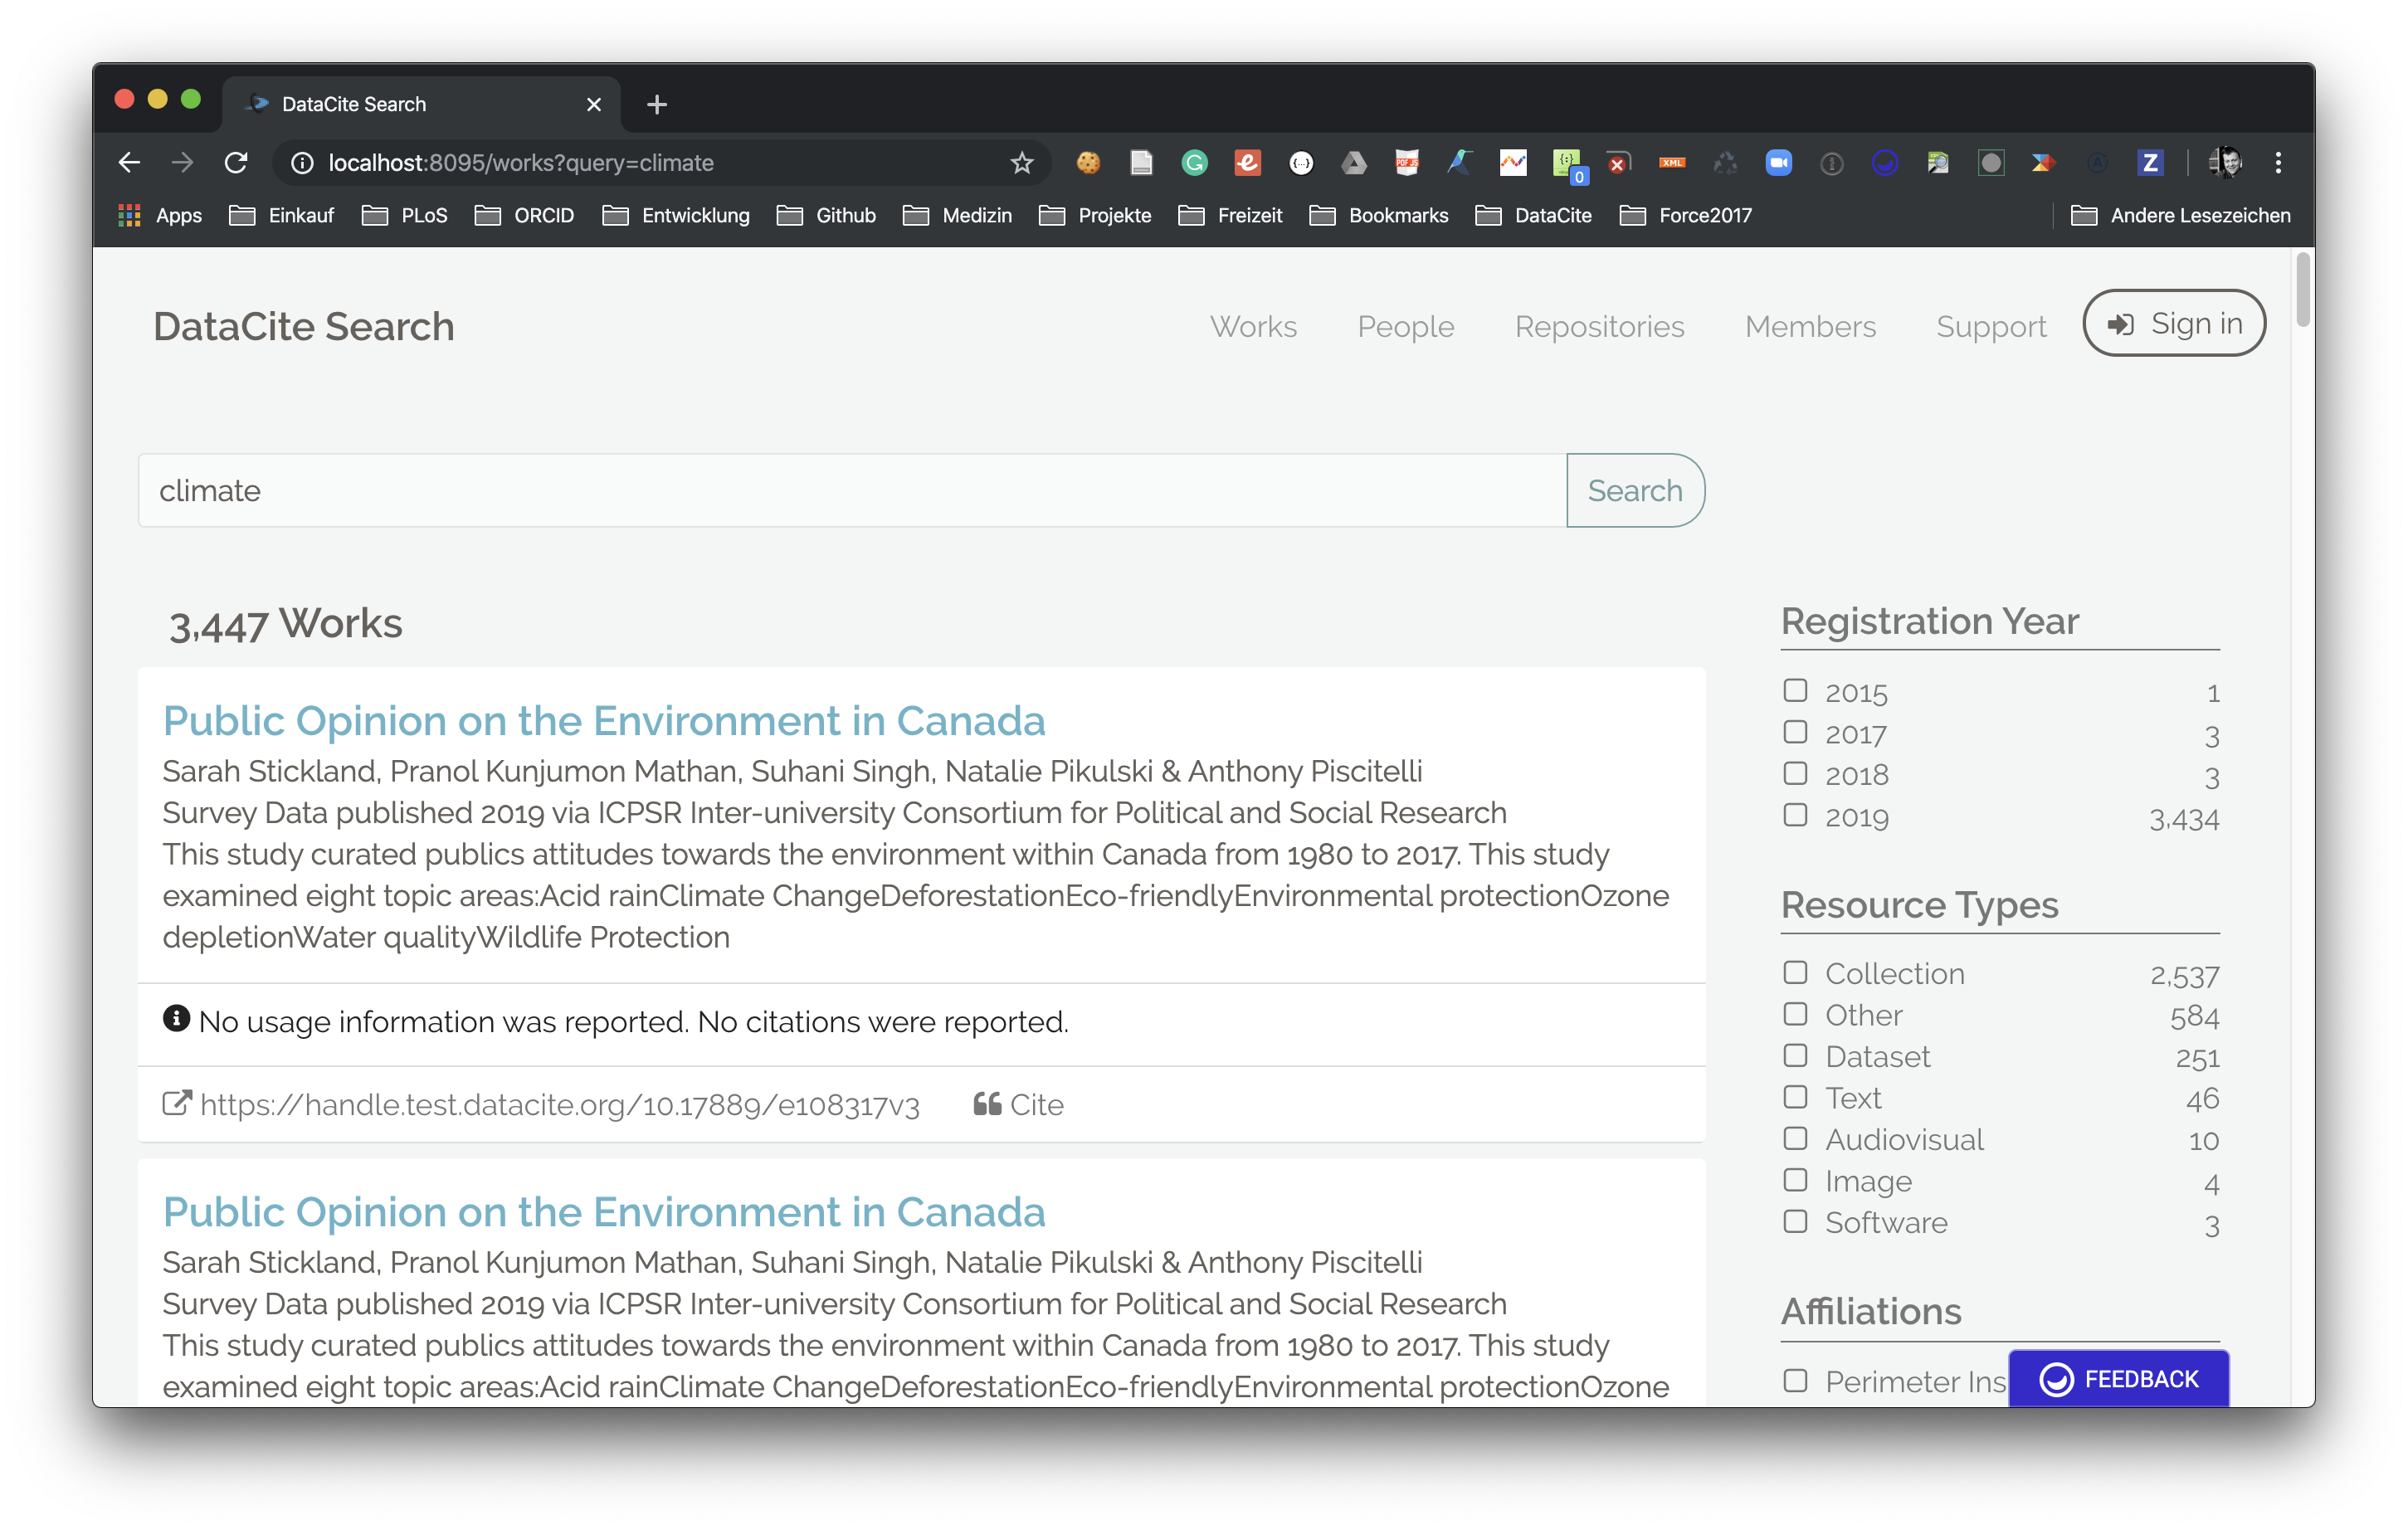 DataCite Search
localhost:8095/works?query=climate
PDF JS
{;}
0
XML
Z
Apps Einkauf PLoS ORCID Entwicklung Github Medizin Projekte Freizeit Bookmarks DataCite Force2017 Andere Lesezeichen
DataCite Search Works People Repositories Members Support Sign in
climate Search
3,447 Works
Public Opinion on the Environment in Canada
Sarah Stickland, Pranol Kunjumon Mathan, Suhani Singh, Natalie Pikulski & Anthony Piscitelli
Survey Data published 2019 via ICPSR Inter-university Consortium for Political and Social Research
This study curated publics attitudes towards the environment within Canada from 1980 to 2017. This study
examined eight topic areas:Acid rainClimate ChangeDeforestationEco-friendlyEnvironmental protectionOzone
depletionWater qualityWildlife Protection
No usage information was reported. No citations were reported.
https://handle.test.datacite.org/10.17889/e108317v3 Cite
Public Opinion on the Environment in Canada
Sarah Stickland, Pranol Kunjumon Mathan, Suhani Singh, Natalie Pikulski & Anthony Piscitelli
Survey Data published 2019 via ICPSR Inter-university Consortium for Political and Social Research
This study curated publics attitudes towards the environment within Canada from 1980 to 2017. This study
examined eight topic areas:Acid rainClimate ChangeDeforestationEco-friendlyEnvironmental protectionOzone
Registration Year
2015 1
2017 3
2018 3
2019 3,434
Resource Types
Collection 2,537
Other 584
Dataset 251
Text 46
Audiovisual 10
Image 4
Software 3
Affiliations
Perimeter Ins
FEEDBACK